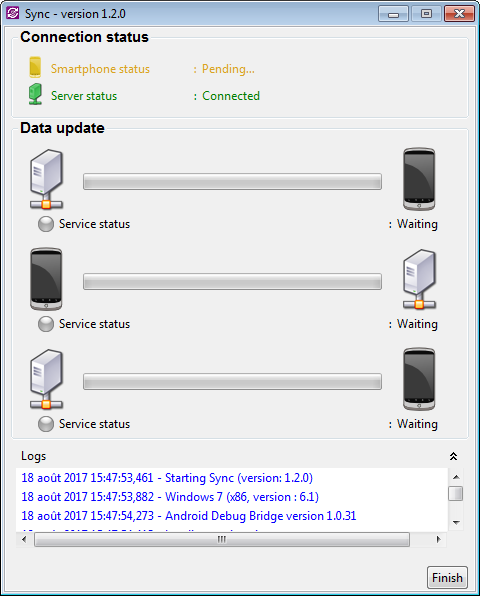 Sync - version 1.2.0
Connection status
Smartphone status : Pending...
Server status : Connected
Data update
Service status : Waiting
Service status : Waiting
Service status : Waiting
Logs
18 août 2017 15:47:53,461 - Starting Sync (version: 1.2.0)
18 août 2017 15:47:53,882 - Windows 7 (x86, version : 6.1)
18 août 2017 15:47:54,273 - Android Debug Bridge version 1.0.31
Finish